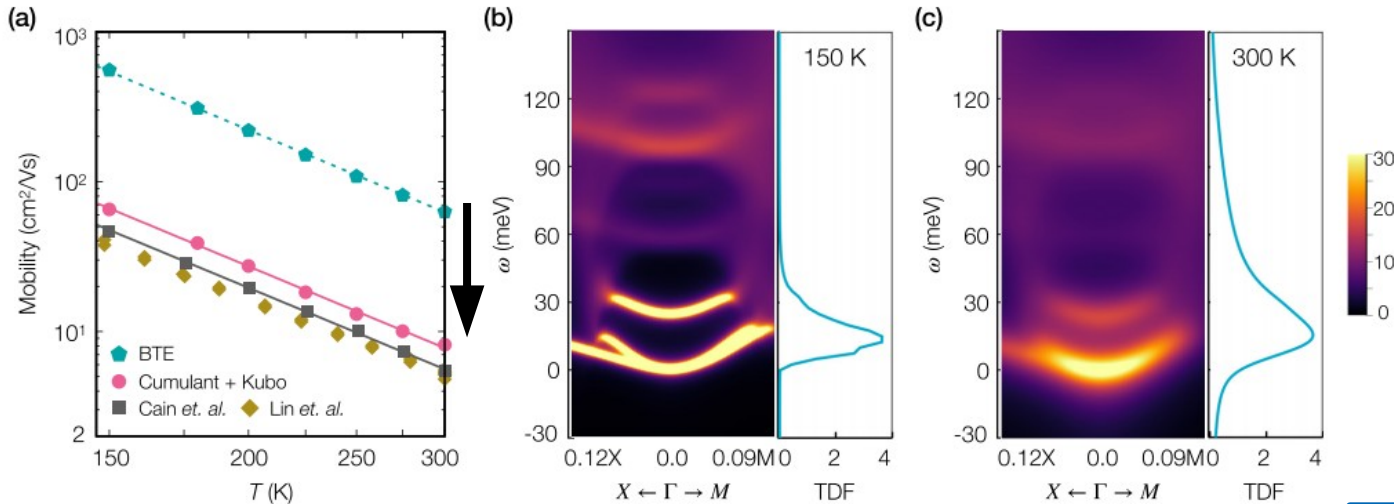 (a)
10³
10²
10¹
2
Mobility (cm²/Vs)
BTE
Cumulant + Kubo
Cain et. al. Lin et. al.
150 200 250 300
T (K)
(b)
120
90
60
30
0
-30
ω (meV)
150 K
0.12X 0.0 0.09M 0 2 4
X ← Γ → M TDF
(c)
120
90
60
30
0
-30
ω (meV)
300 K
0.12X 0.0 0.09M 0 2 4
X ← Γ → M TDF
30
20
10
0